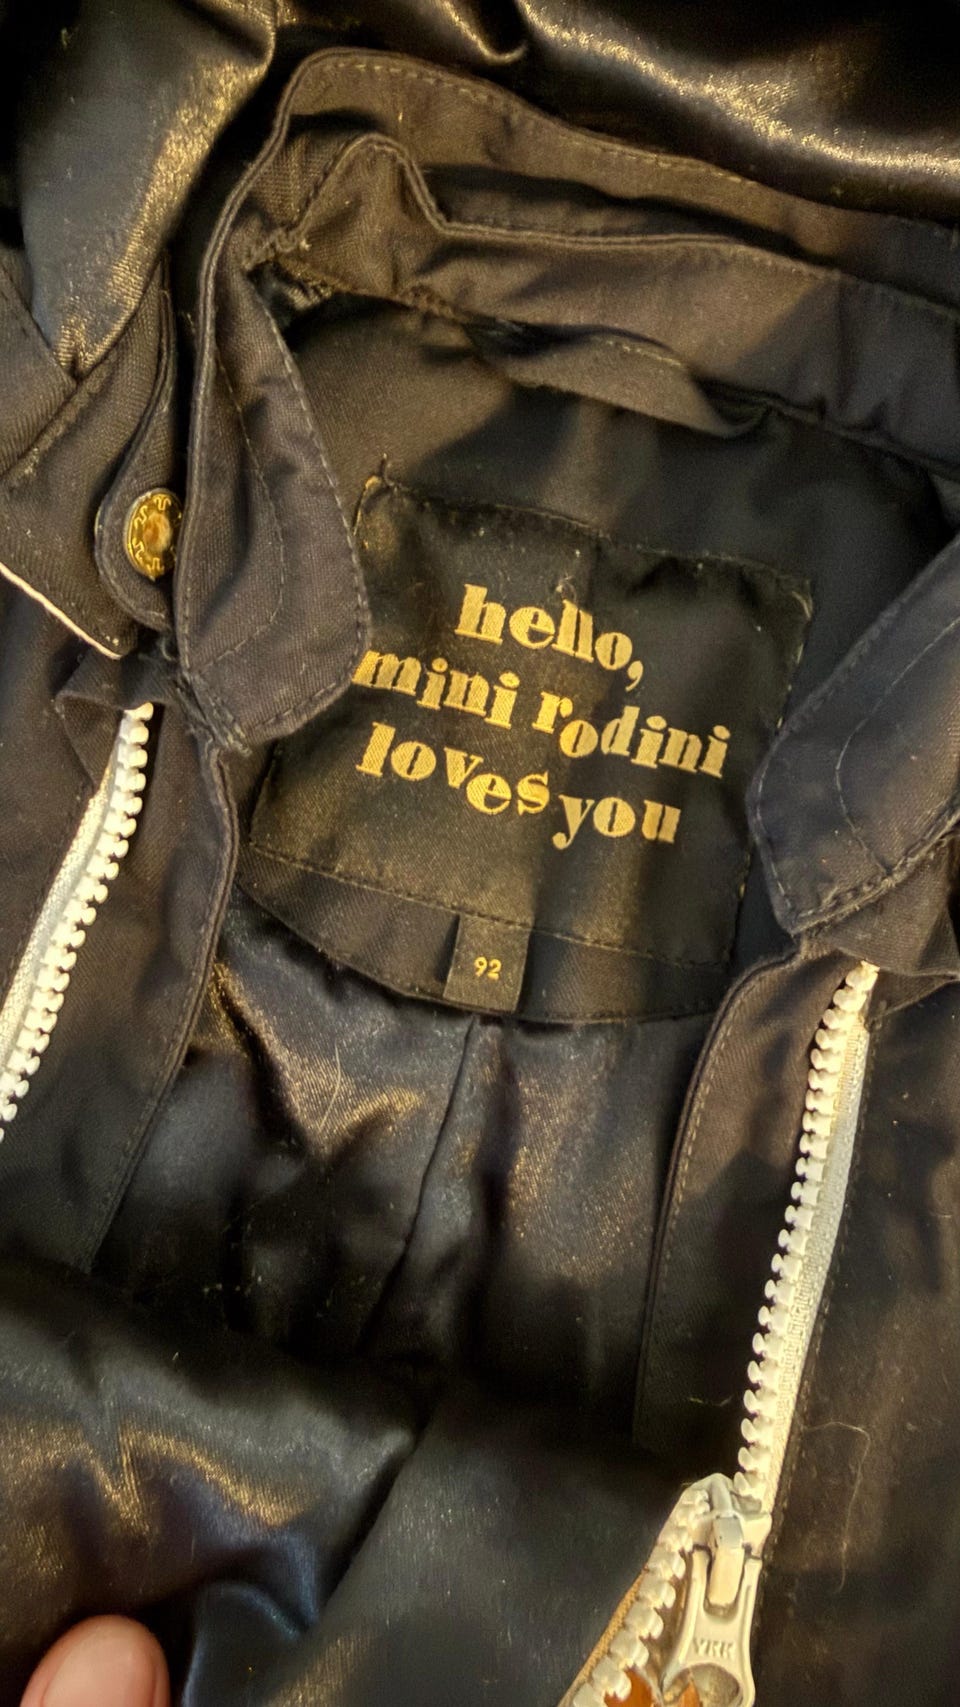 hello,
mini rodini
loves you
92